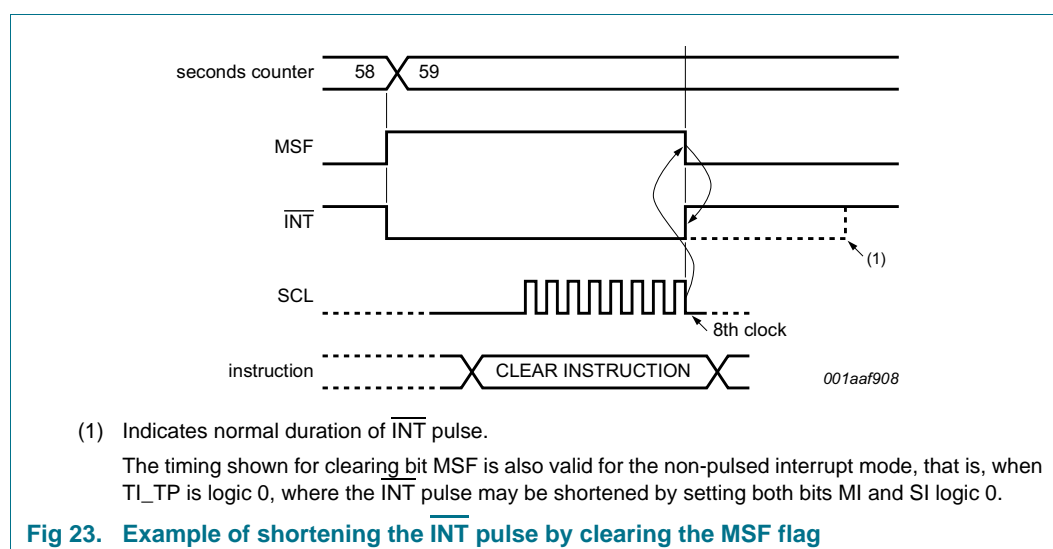 seconds counter 58 59
MSF
INT
(1)
SCL
8th clock
instruction CLEAR INSTRUCTION
001aaf908
(1) Indicates normal duration of INT pulse.
The timing shown for clearing bit MSF is also valid for the non-pulsed interrupt mode, that is, when
TI_TP is logic 0, where the INT pulse may be shortened by setting both bits MI and SI logic 0.
Fig 23. Example of shortening the INT pulse by clearing the MSF flag